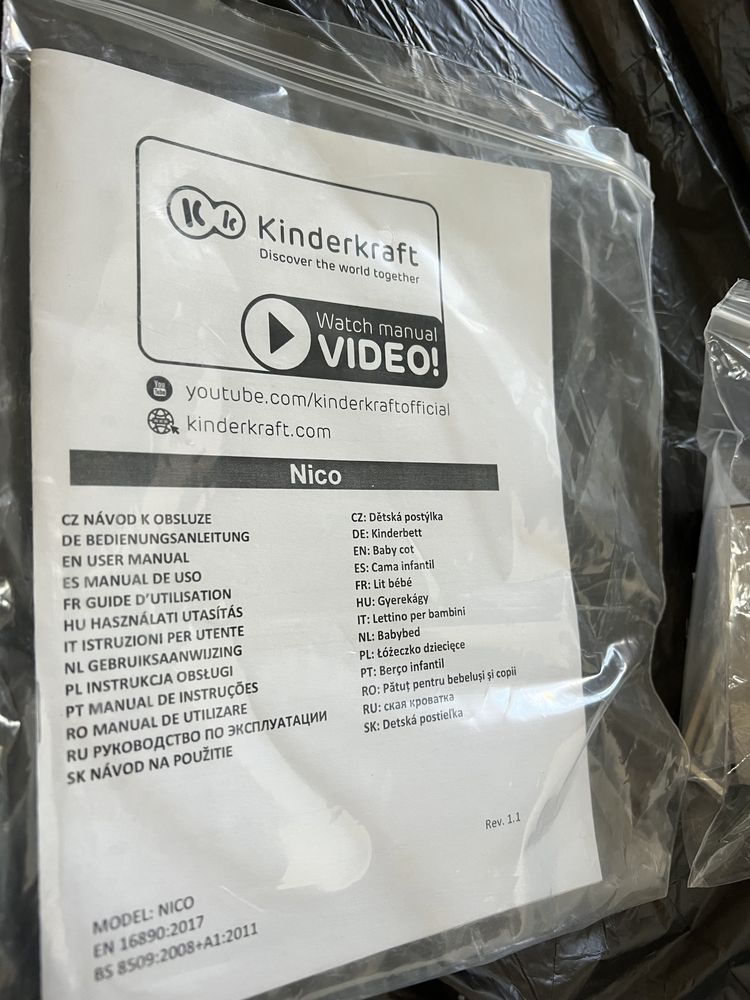 Kinderkraft
Discover the world together
Watch manual
VIDEO!
You
Tube
youtube.com/kinderkraftofficial
kinderkraft.com
Nico
CZ NÁVOD K OBSLUZE
DE BEDIENUNGSANLEITUNG
EN USER MANUAL
ES MANUAL DE USO
FR GUIDE D'UTILISATION
HU HASZNÁLATI UTASÍTÁS
IT ISTRUZIONI PER UTENTE
NL GEBRUIKSAANWIJZING
PL INSTRUKCJA OBSŁUGI
PT MANUAL DE INSTRUÇÕES
RO MANUAL DE UTILIZARE
RU РУКОВОДСТВО ПО ЭКСПЛУАТАЦИИ
SK NÁVOD NA POUŽITIE
CZ: Dětská postýlka
DE: Kinderbett
EN: Baby cot
ES: Cama infantil
FR: Lit bébé
HU: Gyerekágy
IT: Lettino per bambini
NL: Babybed
PL: Łóżeczko dziecięce
PT: Berço infantil
RO: Pătuț pentru bebeluși și copii
RU: ская кроватка
SK: Detská postieľka
Rev. 1.1
MODEL: NICO
EN 16890:2017
BS 8509:2008+A1:2011